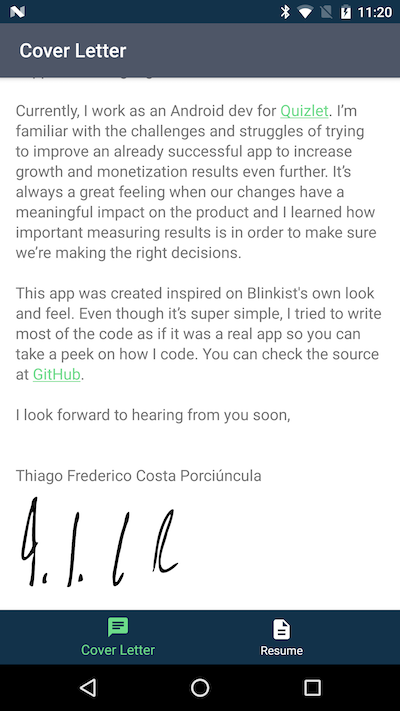 11:20
Cover Letter
Currently, I work as an Android dev for Quizlet. I’m
familiar with the challenges and struggles of trying
to improve an already successful app to increase
growth and monetization results even further. It’s
always a great feeling when our changes have a
meaningful impact on the product and I learned how
important measuring results is in order to make sure
we’re making the right decisions.
This app was created inspired on Blinkist's own look
and feel. Even though it’s super simple, I tried to write
most of the code as if it was a real app so you can
take a peek on how I code. You can check the source
at GitHub.
I look forward to hearing from you soon,
Thiago Frederico Costa Porciúncula
Cover Letter
Resume